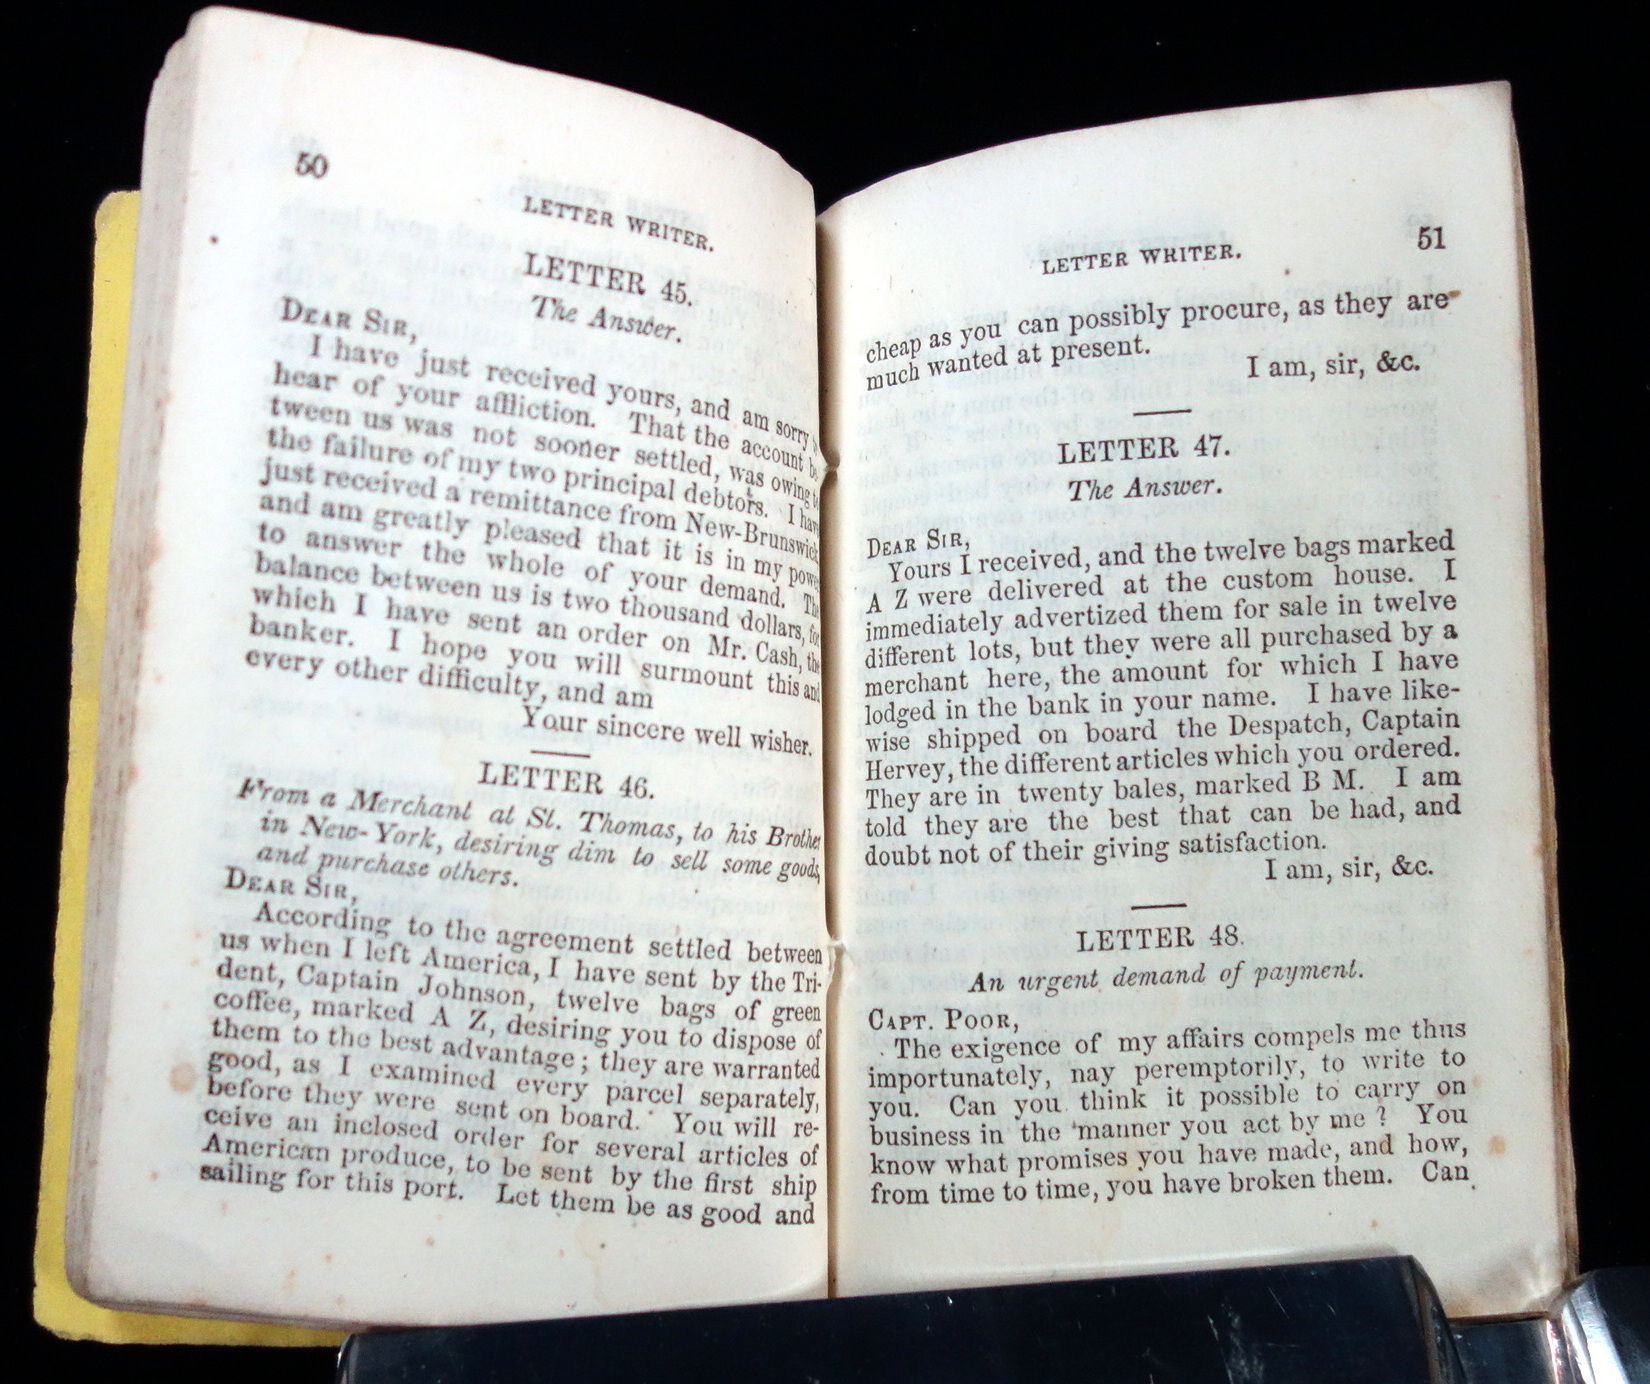 50
LETTER WRITER.
LETTER 45.
The Answer.
DEAR SIR,
I have just received yours, and am sorry
hear of your affliction. That the account be
tween us was not sooner settled, was owing to
the failure of my two principal debtors. I have
just received a remittance from New-Brunswick
and am greatly pleased that it is in my power
to answer the whole of your demand. The
balance between us is two thousand dollars, for
which I have sent an order on Mr. Cash, the
banker. I hope you will surmount this and
every other difficulty, and am
Your sincere well wisher.
LETTER 46.
From a Merchant at St. Thomas, to his Brother
in New-York, desiring dim to sell some goods,
and purchase others.
DEAR SIR,
According to the agreement settled between
us when I left America, I have sent by the Tri-
dent, Captain Johnson, twelve bags of green
coffee, marked A Z, desiring you to dispose of
them to the best advantage; they are warranted
good, as I examined every parcel separately,
before they were sent on board. You will re-
ceive an inclosed order for several articles of
American produce, to be sent by the first ship
sailing for this port. Let them be as good and
51
LETTER WRITER.
cheap as you can possibly procure, as they are
much wanted at present.
I am, sir, &c.
LETTER 47.
The Answer.
DEAR SIR,
Yours I received, and the twelve bags marked
A Z were delivered at the custom house. I
immediately advertized them for sale in twelve
different lots, but they were all purchased by a
merchant here, the amount for which I have
lodged in the bank in your name. I have like-
wise shipped on board the Despatch, Captain
Hervey, the different articles which you ordered.
They are in twenty bales, marked B M. I am
told they are the best that can be had, and
doubt not of their giving satisfaction.
I am, sir, &c.
LETTER 48.
An urgent demand of payment.
CAPT. POOR,
The exigence of my affairs compels me thus
importunately, nay peremptorily, to write to
you. Can you think it possible to carry on
business in the manner you act by me? You
know what promises you have made, and how,
from time to time, you have broken them. Can